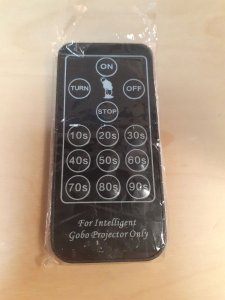 ON
TURN OFF
STOP
10s 20s 30s
40s 50s 60s
70s 80s 90s
For Intelligent
Gobo Projector Only